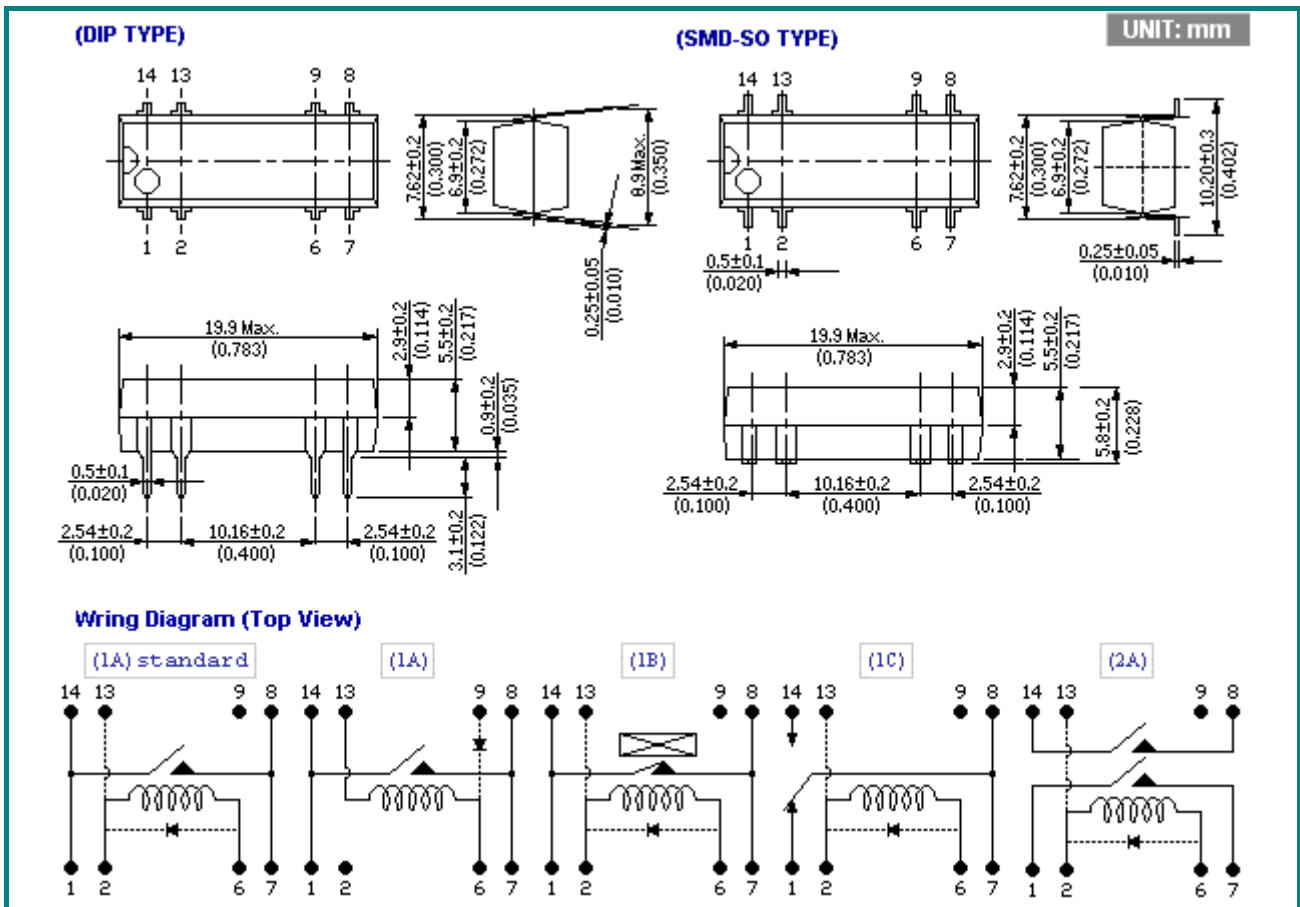 (DIP TYPE)
(SMD-SO TYPE)
UNIT: mm
14 13 9 8
1 2 6 7
7.62±0.2
(0.300)
6.9±0.2
(0.272)
8.9 Max.
(0.350)
0.25±0.05
(0.010)
14 13 9 8
1 2 6 7
0.5±0.1
(0.020)
7.62±0.2
(0.300)
6.9±0.2
(0.272)
10.20±0.3
(0.402)
0.25±0.05
(0.010)
19.9 Max.
(0.783)
2.9±0.2
(0.114)
5.5±0.2
(0.217)
0.9±0.2
(0.035)
0.5±0.1
(0.020)
2.54±0.2
(0.100)
10.16±0.2
(0.400)
2.54±0.2
(0.100)
3.1±0.2
(0.122)
19.9 Max.
(0.783)
2.9±0.2
(0.114)
5.5±0.2
(0.217)
5.8±0.2
(0.228)
2.54±0.2
(0.100)
10.16±0.2
(0.400)
2.54±0.2
(0.100)
Wring Diagram (Top View)
(1A) standard
(1A)
(1B)
(1C)
(2A)
14 13 9 8
14 13 9 8
14 13 9 8
14 13 9 8
14 13 9 8
1 2 6 7
1 2 6 7
1 2 6 7
1 2 6 7
1 2 6 7